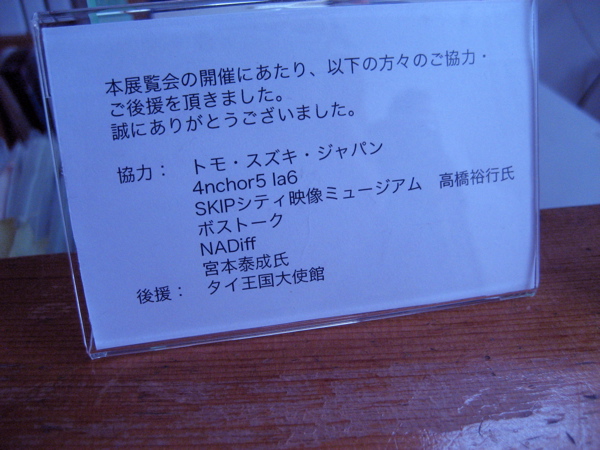 本展覧会の開催にあたり、以下の方々のご協力・
ご後援を頂きました。
誠にありがとうございました。
協力： トモ・スズキ・ジャパン
4nchor5 la6
SKIPシティ映像ミュージアム 高橋裕行氏
ボストーク
NADiff
宮本泰成氏
後援： タイ王国大使館